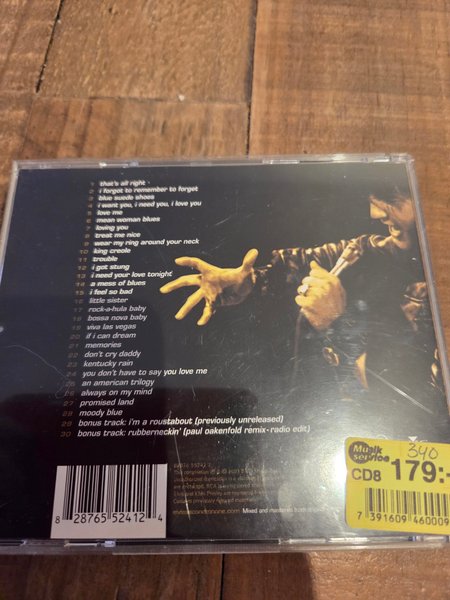 1 that's all right
2 i forgot to remember to forget
3 blue suede shoes
4 i want you, i need you, i love you
5 love me
6 mean woman blues
7 loving you
8 treat me nice
9 wear my ring around your neck
10 king creole
11 trouble
12 i got stung
13 i need your love tonight
14 a mess of blues
15 i feel so bad
16 little sister
17 rock-a-hula baby
18 bossa nova baby
19 viva las vegas
20 if i can dream
21 memories
22 don't cry daddy
23 kentucky rain
24 you don't have to say you love me
25 an american trilogy
26 always on my mind
27 promised land
28 moody blue
29 bonus track: i'm a roustabout (previously unreleased)
30 bonus track: rubberneckin' (paul oakenfold remix - radio edit)
Musik
service
340
CD8 179:-
7 391609 460009
8 28765 52412 4